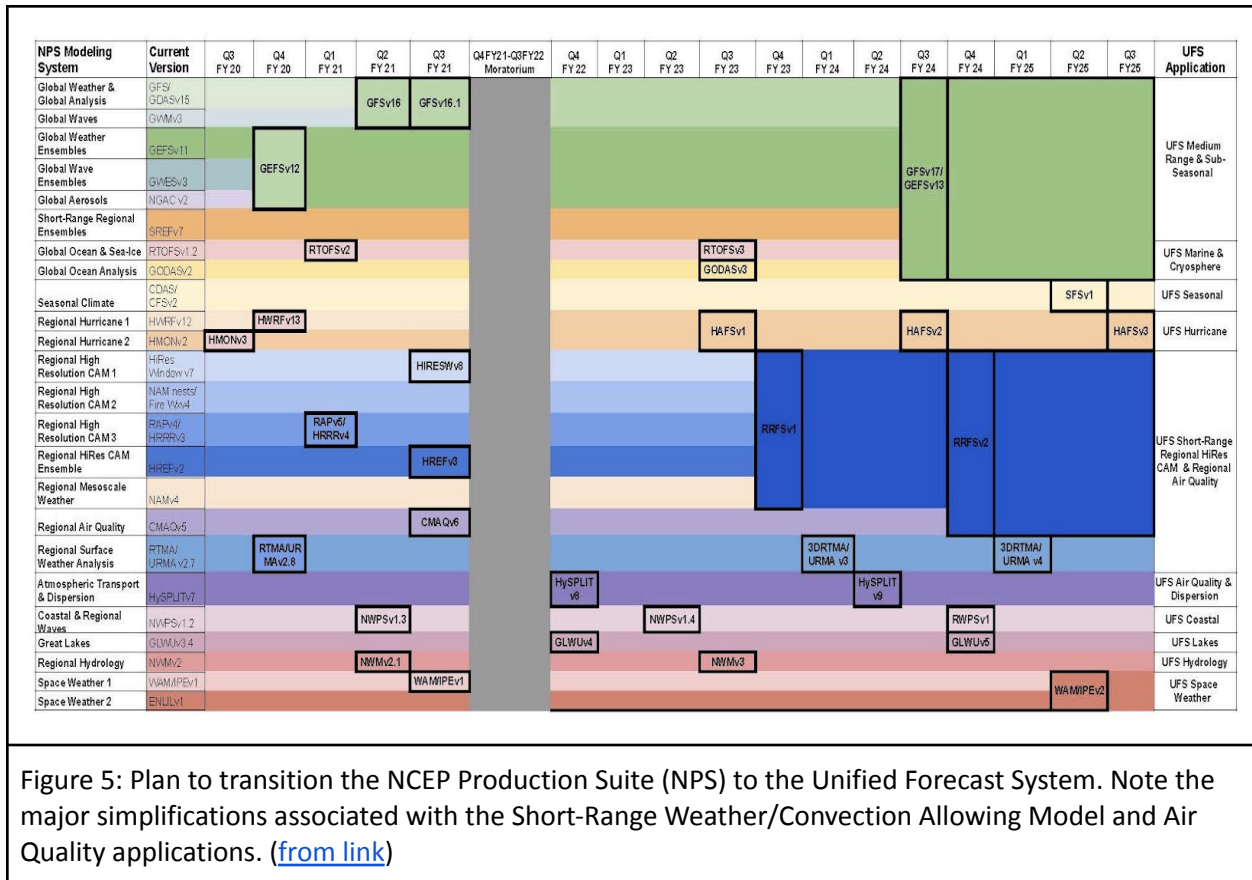 NPS Modeling System Current Version Q3 FY 20 Q4 FY 20 Q1 FY 21 Q2 FY 21 Q3 FY 21 Q4FY21-Q3FY22 Moratorium Q4 FY 22 Q1 FY 23 Q2 FY 23 Q3 FY 23 Q4 FY 23 Q1 FY 24 Q2 FY 24 Q3 FY 24 Q4 FY 24 Q1 FY25 Q2 FY25 Q3 FY25 UFS Application
Global Weather & Global Analysis GFS/ GDASv15 GFSv16 GFSv16.1
Global Waves GWMv3
Global Weather Ensembles GEFSv11
Global Wave Ensembles GWESv3 GEFSv12 GFSv17/ GEFSv13 UFS Medium Range & Sub-Seasonal
Global Aerosols NGAC v2
Short-Range Regional Ensembles SREFv7
Global Ocean & Sea-Ice RTOFSv1.2 RTOFSv2 RTOFSv3 UFS Marine & Cryosphere
Global Ocean Analysis GODASv2 GODASv3
Seasonal Climate CDAS/ CFSv2 SFSv1 UFS Seasonal
Regional Hurricane 1 HWRFv12 HWRFv13 HAFSv1 HAFSv2 HAFSv3 UFS Hurricane
Regional Hurricane 2 HMONv2 HMONv3
Regional High Resolution CAM 1 HiRes Window v7 HIRESWv8
Regional High Resolution CAM 2 NAM nests/ Fire Wxv4
Regional High Resolution CAM 3 RAPv4/ HRRRv3 RAPv5/ HRRRv4 RRFSv1 RRFSv2 UFS Short-Range Regional HiRes CAM & Regional Air Quality
Regional HiRes CAM Ensemble HREFv2 HREFv3
Regional Mesoscale Weather NAMv4
Regional Air Quality CMAQv5 CMAQv6
Regional Surface Weather Analysis RTMA/ URMA v2.7 RTMA/UR MAv2.8 3DRTMA/ URMA v3 3DRTMA/ URMA v4
Atmospheric Transport & Dispersion HySPLITv7 HySPLIT v8 HySPLIT v9 UFS Air Quality & Dispersion
Coastal & Regional Waves NWPSv1.2 NWPSv1.3 NWPSv1.4 RWPSv1 UFS Coastal
Great Lakes GLWUv3.4 GLWUv4 GLWUv5 UFS Lakes
Regional Hydrology NWMv2 NWMv2.1 NWMv3 UFS Hydrology
Space Weather 1 WAM/IPEv1 WAM/IPEv1 WAM/IPEv2 UFS Space Weather
Space Weather 2 ENLILv1
Figure 5: Plan to transition the NCEP Production Suite (NPS) to the Unified Forecast System. Note the
major simplifications associated with the Short-Range Weather/Convection Allowing Model and Air
Quality applications. (from link)